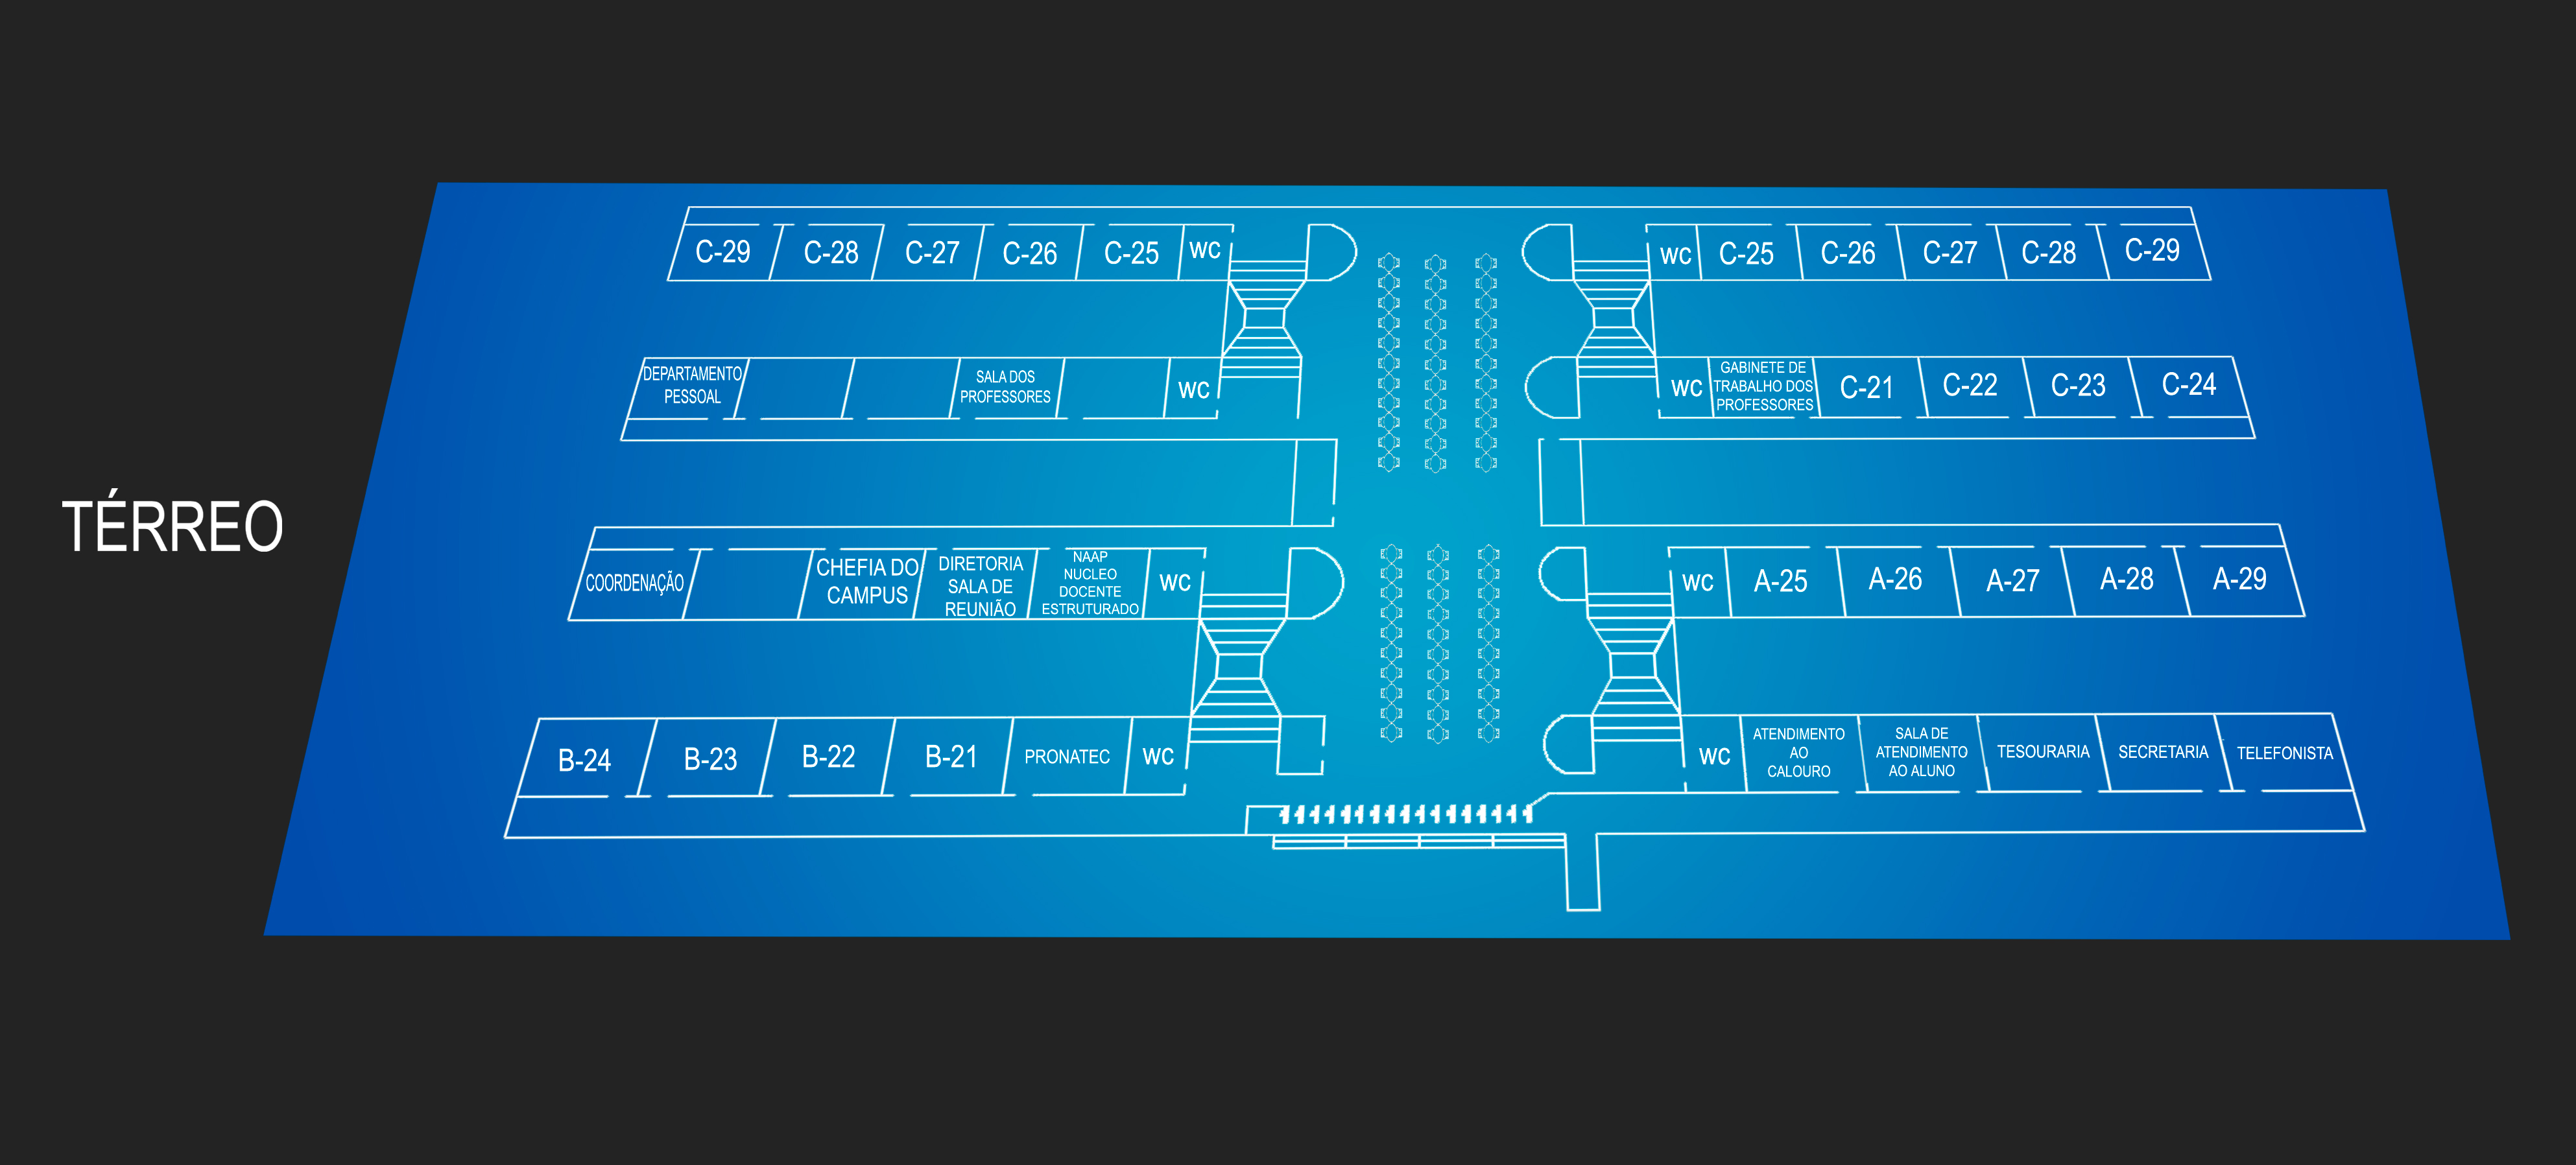 C-29
C-28
C-27
C-26
C-25
WC
WC
C-25
C-26
C-27
C-28
C-29
DEPARTAMENTO
PESSOAL
SALA DOS
PROFESSORES
WC
WC
GABINETE DE
TRABALHO DOS
PROFESSORES
C-21
C-22
C-23
C-24
TÉRREO
COORDENAÇÃO
CHEFIA DO
CAMPUS
DIRETORIA
SALA DE
REUNIÃO
NAAP
NUCLEO
DOCENTE
ESTRUTURADO
WC
WC
A-25
A-26
A-27
A-28
A-29
B-24
B-23
B-22
B-21
PRONATEC
WC
WC
ATENDIMENTO
AO
CALOURO
SALA DE
ATENDIMENTO
AO ALUNO
TESOURARIA
SECRETARIA
TELEFONISTA